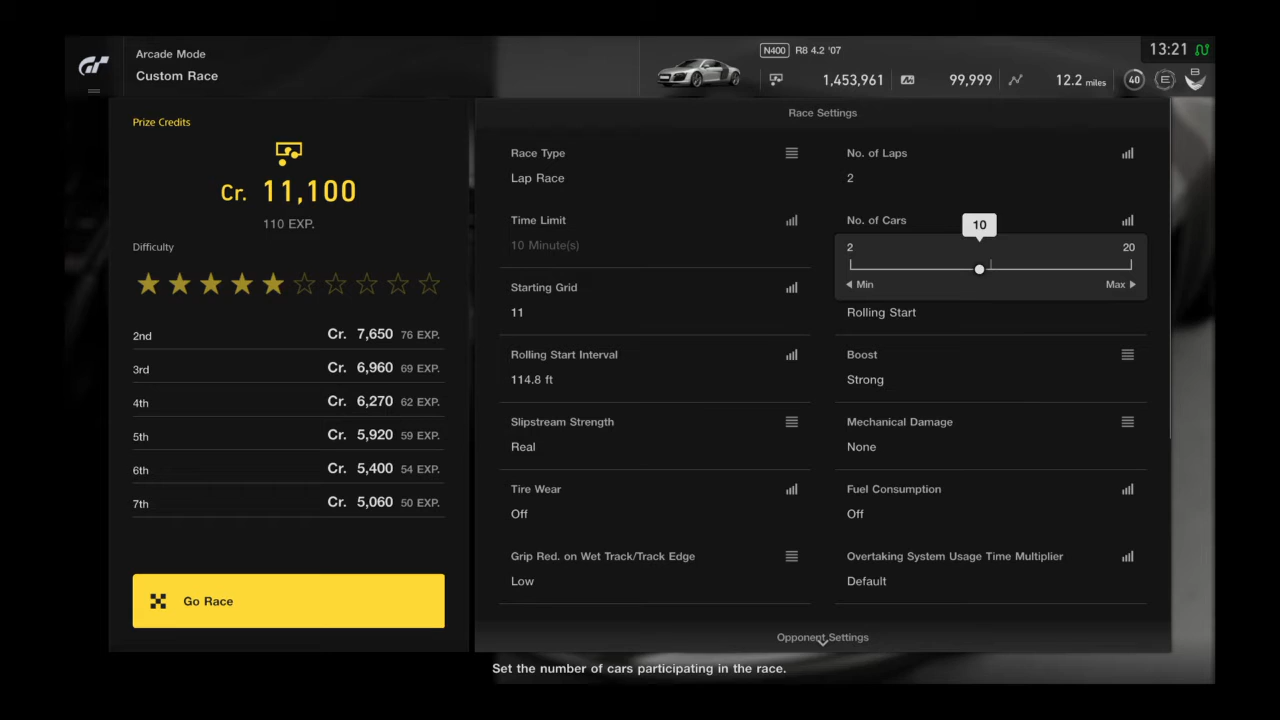 Arcade Mode
Custom Race
N400 R8 4.2 '07
13:21
1,453,961
99,999
12.2 miles
40
E
B
Prize Credits
Cr. 11,100
110 EXP.
Difficulty
2nd Cr. 7,650 76 EXP.
3rd Cr. 6,960 69 EXP.
4th Cr. 6,270 62 EXP.
5th Cr. 5,920 59 EXP.
6th Cr. 5,400 54 EXP.
7th Cr. 5,060 50 EXP.
Go Race
Race Settings
Race Type
Lap Race
No. of Laps
2
Time Limit
10 Minute(s)
No. of Cars
10
2 20
Min Max
Starting Grid
11
Rolling Start
Rolling Start Interval
114.8 ft
Boost
Strong
Slipstream Strength
Real
Mechanical Damage
None
Tire Wear
Off
Fuel Consumption
Off
Grip Red. on Wet Track/Track Edge
Low
Overtaking System Usage Time Multiplier
Default
Opponent Settings
Set the number of cars participating in the race.